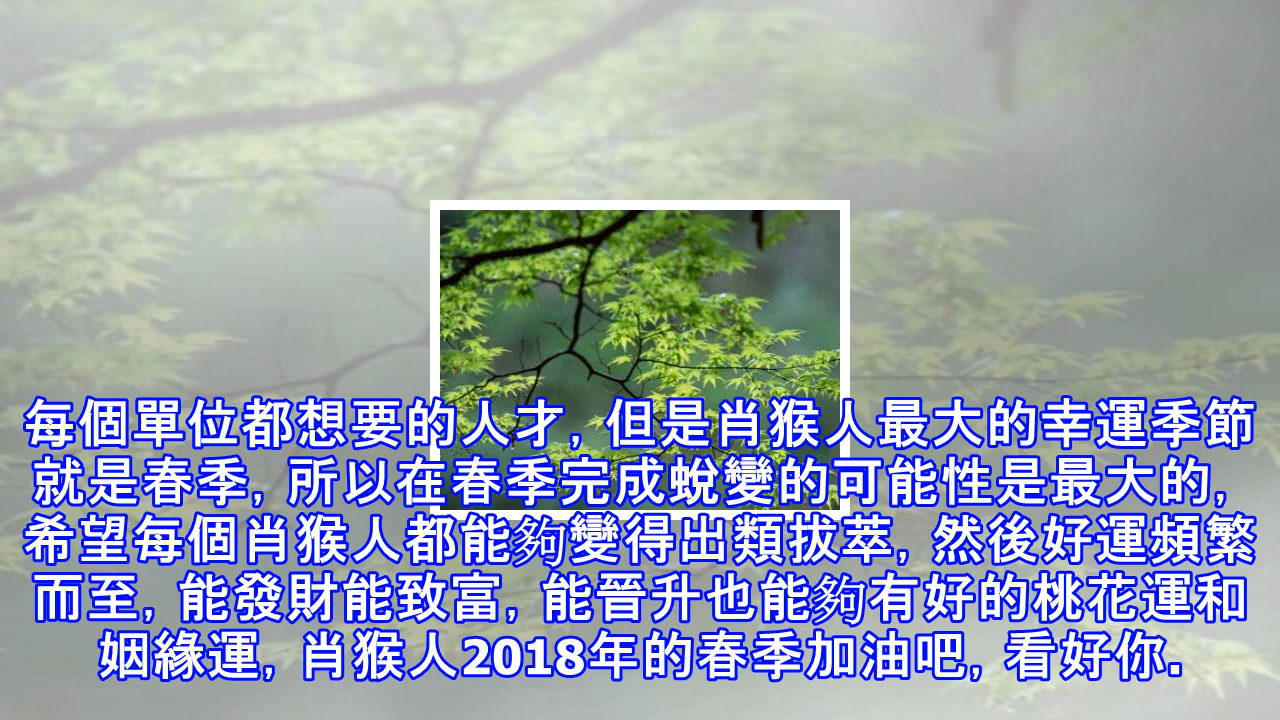 每個單位都想要的人才, 但是肖猴人最大的幸運季節
就是春季, 所以在春季完成蛻變的可能性是最大的,
希望每個肖猴人都能夠變得出類拔萃, 然後好運頻繁
而至, 能發財能致富, 能晉升也能夠有好的桃花運和
姻緣運, 肖猴人2018年的春季加油吧, 看好你.